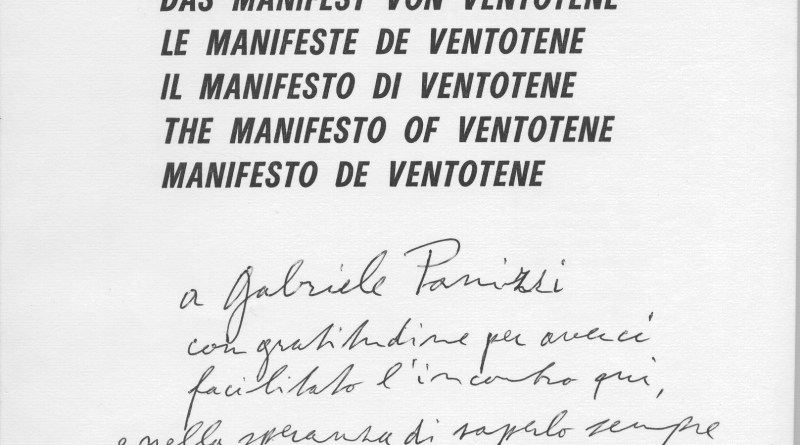 DAS MANIFEST VON VENTOTENE
LE MANIFESTE DE VENTOTENE
IL MANIFESTO DI VENTOTENE
THE MANIFESTO OF VENTOTENE
MANIFESTO DE VENTOTENE
a Gabriele Panizzi
con gratitudine per averci
facilitato l'incontro qui,
e nella speranza di saperlo sempre